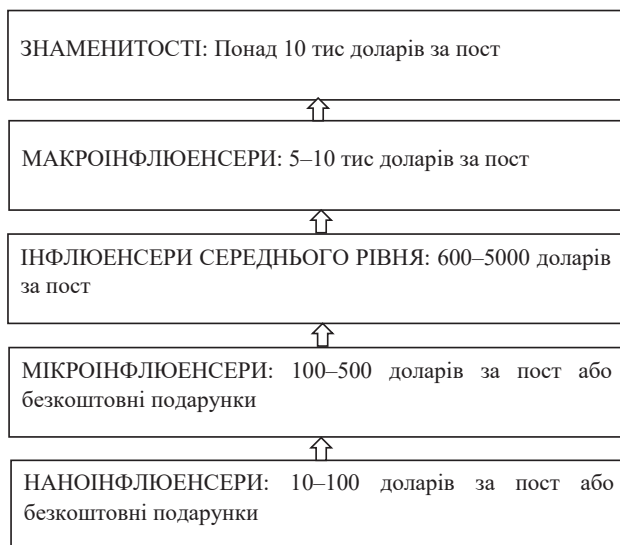 ЗНАМЕНИТОСТІ: Понад 10 тис доларів за пост
МАКРОІНФЛЮЕНСЕРИ: 5–10 тис доларів за пост
ІНФЛЮЕНСЕРИ СЕРЕДНЬОГО РІВНЯ: 600–5000 доларів
за пост
МІКРОІНФЛЮЕНСЕРИ: 100–500 доларів за пост або
безкоштовні подарунки
НАНОІНФЛЮЕНСЕРИ: 10–100 доларів за пост або
безкоштовні подарунки